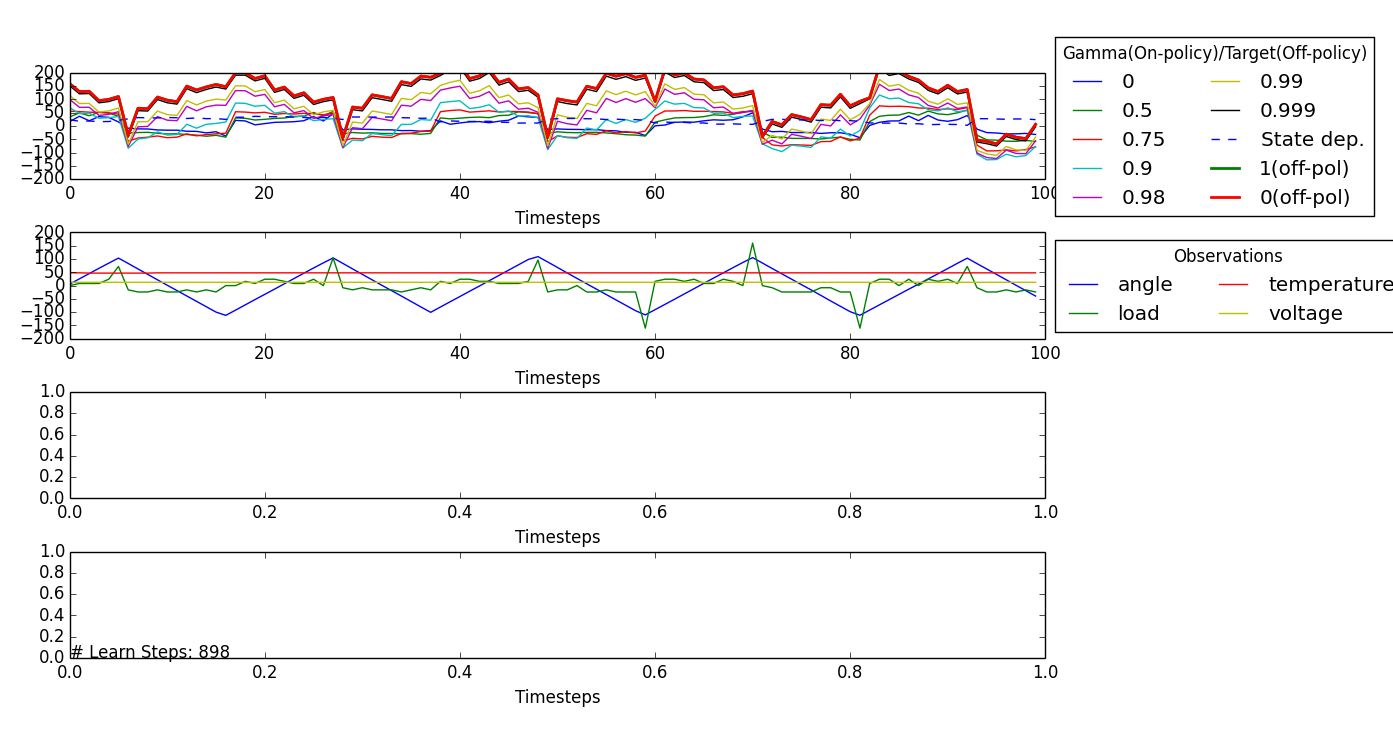 Gamma(On-policy)/Target(Off-policy)
0 0.99
0.5 0.999
0.75 State dep.
0.9 1(off-pol)
0.98 0(off-pol)
200
150
100
50
0
−50
−100
−150
−200
0 20 40 60 80 100
Timesteps
Observations
angle temperature
load voltage
200
150
100
50
0
−50
−100
−150
−200
0 20 40 60 80 100
Timesteps
1.0
0.8
0.6
0.4
0.2
0.0
0.0 0.2 0.4 0.6 0.8 1.0
Timesteps
1.0
0.8
0.6
0.4
0.2
0.0
# Learn Steps: 898
0.0 0.2 0.4 0.6 0.8 1.0
Timesteps